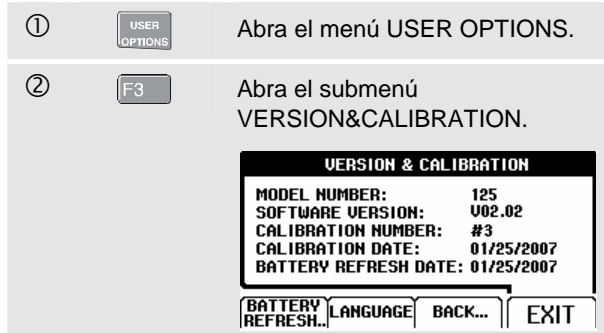 ① USER OPTIONS Abra el menú USER OPTIONS.
② F3 Abra el submenú
VERSION&CALIBRATION.
VERSION & CALIBRATION
MODEL NUMBER: 125
SOFTWARE VERSION: V02.02
CALIBRATION NUMBER: #3
CALIBRATION DATE: 01/25/2007
BATTERY REFRESH DATE: 01/25/2007
BATTERY REFRESH.. LANGUAGE BACK... EXIT